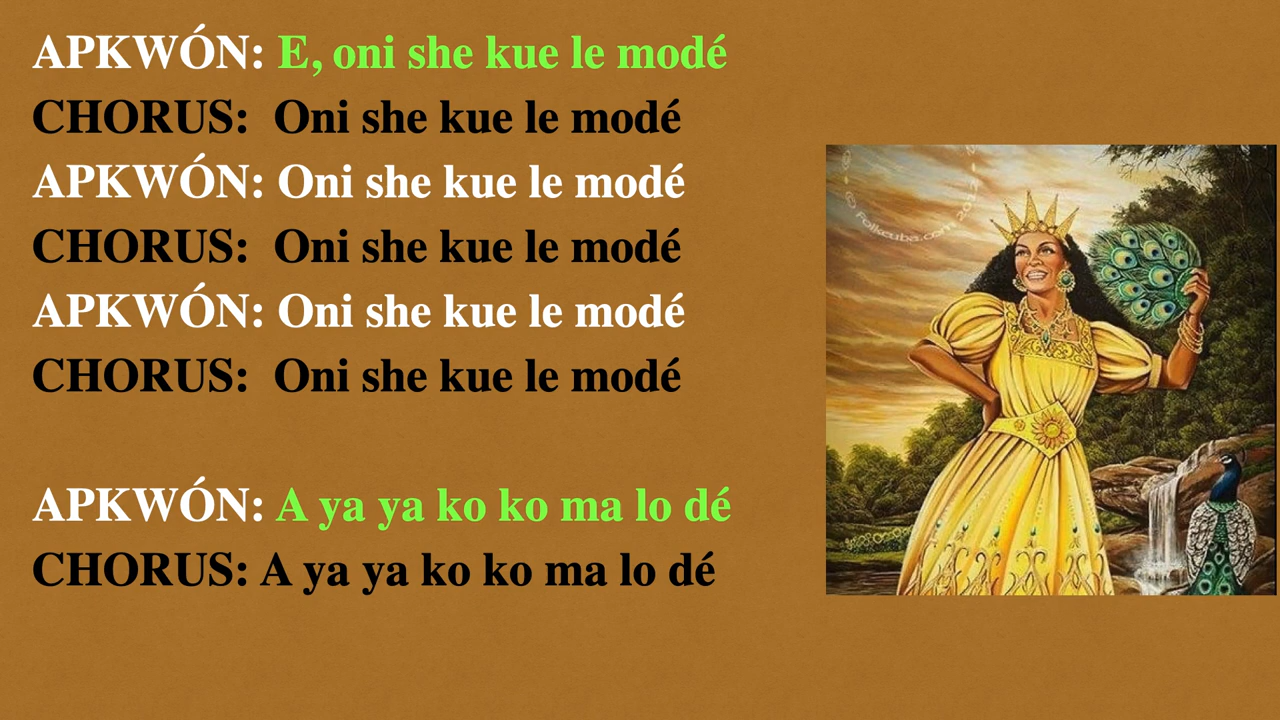 APKWÓN: E, oni she kue le modé
CHORUS: Oni she kue le modé
APKWÓN: Oni she kue le modé
CHORUS: Oni she kue le modé
APKWÓN: Oni she kue le modé
CHORUS: Oni she kue le modé
APKWÓN: A ya ya ko ko ma lo dé
CHORUS: A ya ya ko ko ma lo dé
Folkcuba.com